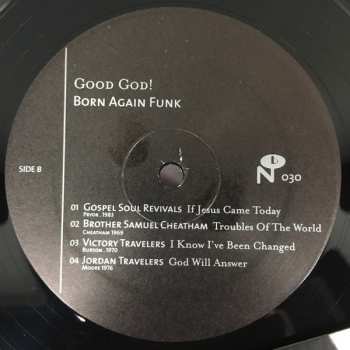 Good God!
Born Again Funk
SIDE B
N 030
01 Gospel Soul Revivals If Jesus Came Today
Pryor, 1983
02 Brother Samuel Cheatham Troubles Of The World
Cheatham 1969
03 Victory Travelers I Know I've Been Changed
Burton, 1970
04 Jordan Travelers God Will Answer
Moore 1976